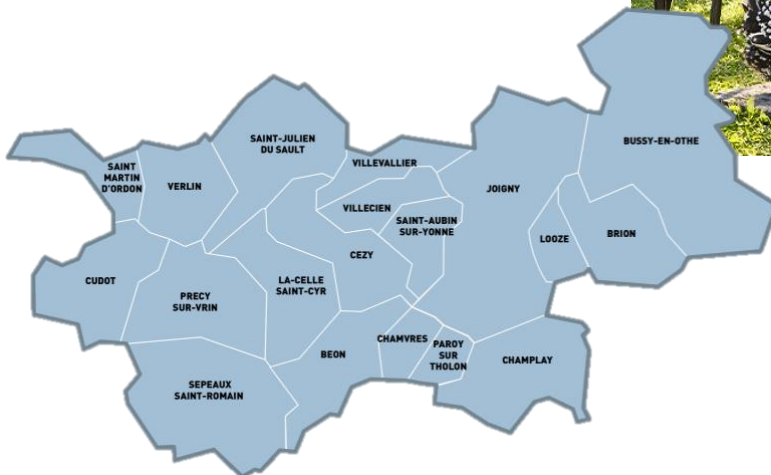 BUSSY-EN-OTHE
SAINT-JULIEN
DU SAULT
VILLEVALLIER
SAINT
MARTIN
D'ORDON
VERLIN
JOIGNY
VILLECIEN
SAINT-AUBIN
SUR-YONNE
LOOZE
BRION
CEZY
CUDOT
LA-CELLE
SAINT-CYR
PRECY
SUR-VRIN
CHAMVRES
BEON
PAROY
SUR
THOLON
CHAMPLAY
SEPEAUX
SAINT-ROMAIN